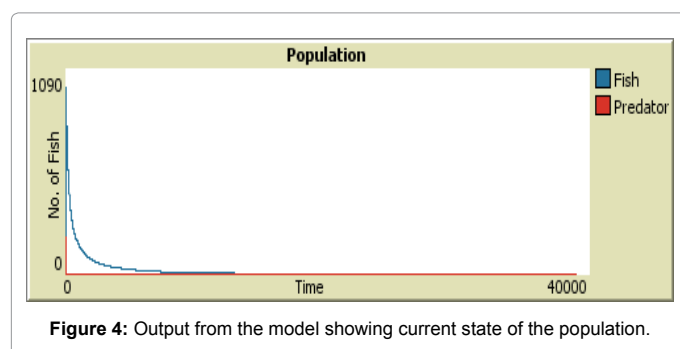 Population
1090
No. of Fish
0
0
Time
40000
Fish
Predator
Figure 4: Output from the model showing current state of the population.